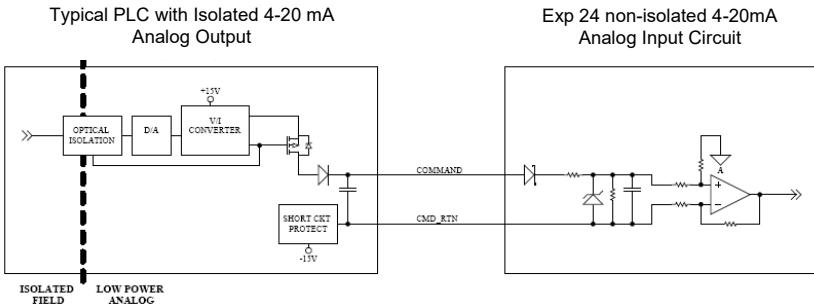 Typical PLC with Isolated 4-20 mA
Analog Output
Exp 24 non-isolated 4-20mA
Analog Input Circuit
+15V
OPTICAL
ISOLATION
D/A
V/I
CONVERTER
COMMAND
A
+
−
SHORT CKT
PROTECT
CMD_RTN
-15V
ISOLATED
FIELD
LOW POWER
ANALOG